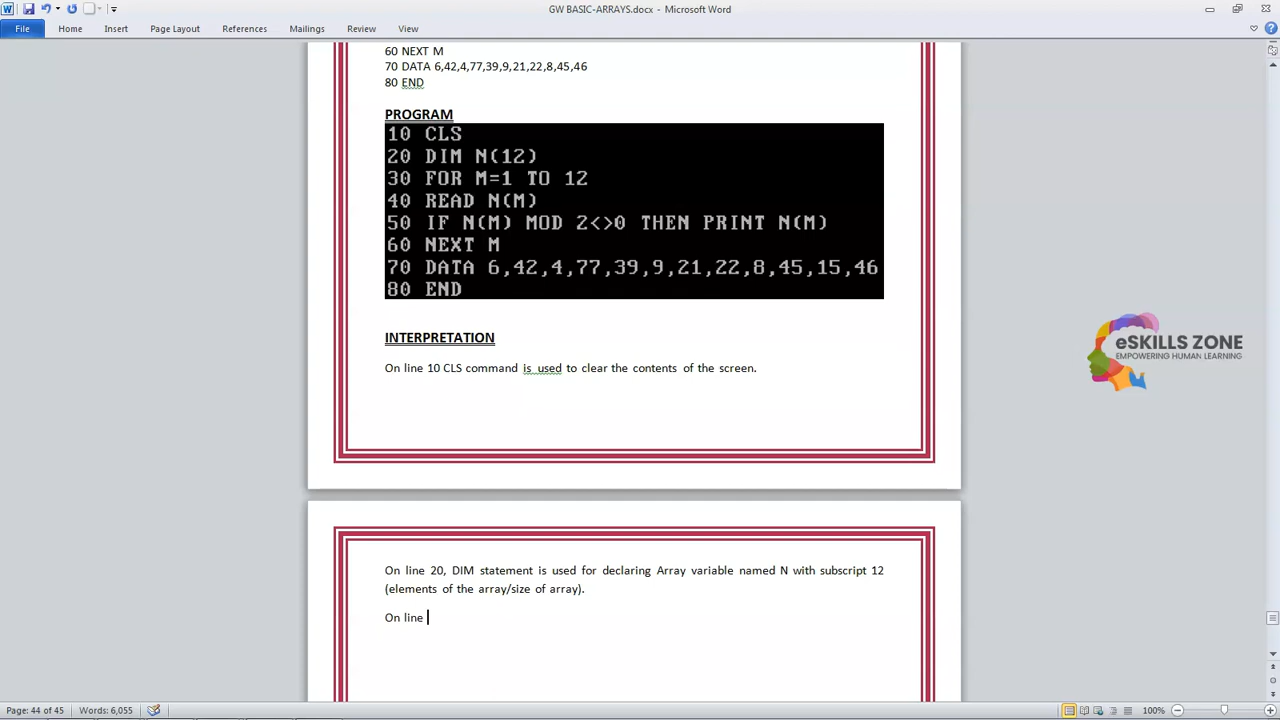 GW BASIC-ARRAYS.docx - Microsoft Word
File Home Insert Page Layout References Mailings Review View
60 NEXT M
70 DATA 6,42,4,77,39,9,21,22,8,45,46
80 END
PROGRAM
10 CLS
20 DIM N(12)
30 FOR M=1 TO 12
40 READ N(M)
50 IF N(M) MOD 2<>0 THEN PRINT N(M)
60 NEXT M
70 DATA 6,42,4,77,39,9,21,22,8,45,15,46
80 END
INTERPRETATION
eSKILLS ZONE
EMPOWERING HUMAN LEARNING
On line 10 CLS command is used to clear the contents of the screen.
On line 20, DIM statement is used for declaring Array variable named N with subscript 12
(elements of the array/size of array).
On line
Page: 44 of 45 Words: 6,055 100%